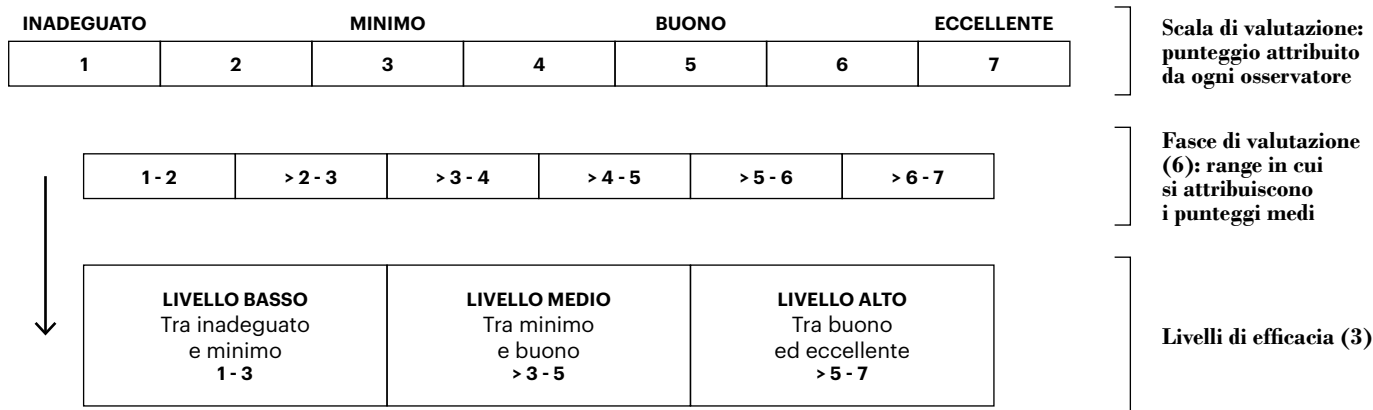 INADEGUATO MINIMO BUONO ECCELLENTE
1 2 3 4 5 6 7
Scala di valutazione:
punteggio attribuito
da ogni osservatore
1 - 2 > 2 - 3 > 3 - 4 > 4 - 5 > 5 - 6 > 6 - 7
Fasce di valutazione
(6): range in cui
si attribuiscono
i punteggi medi
LIVELLO BASSO
Tra inadeguato
e minimo
1 - 3
LIVELLO MEDIO
Tra minimo
e buono
> 3 - 5
LIVELLO ALTO
Tra buono
ed eccellente
> 5 - 7
Livelli di efficacia (3)